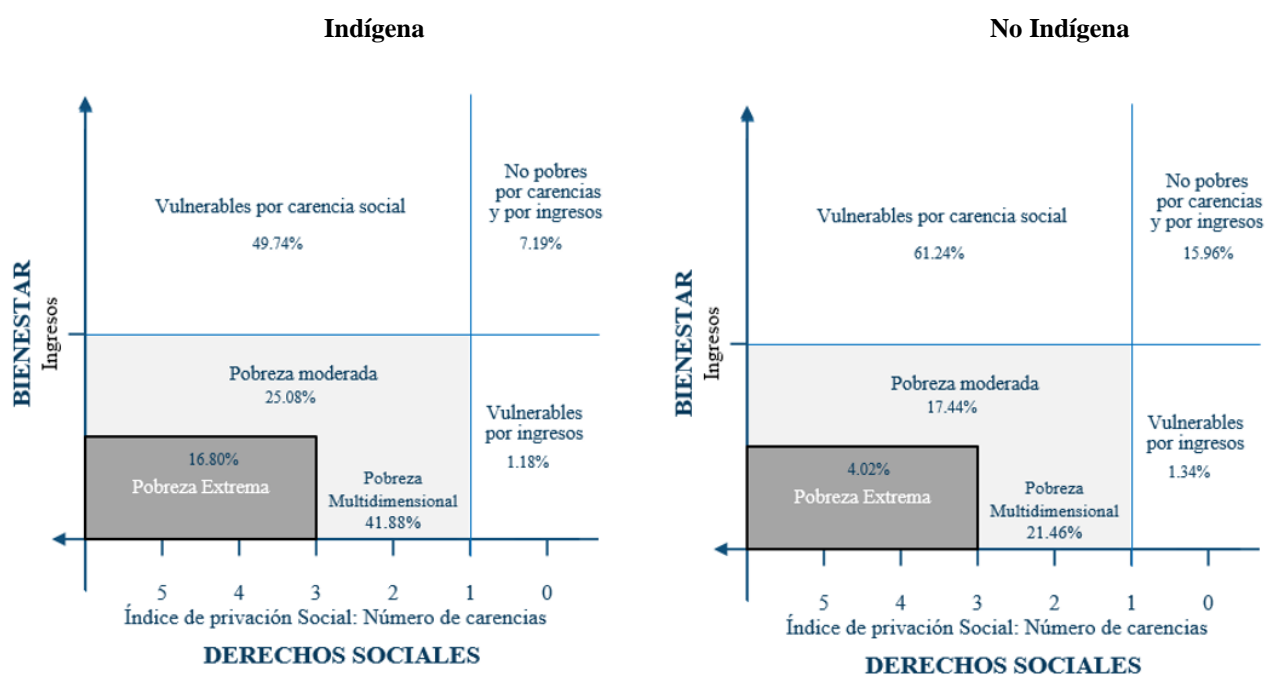 Indígena
BIENESTAR
Ingresos
Vulnerables por carencia social
49.74%
No pobres
por carencias
y por ingresos
7.19%
Pobreza moderada
25.08%
16.80%
Pobreza Extrema
Pobreza
Multidimensional
41.88%
Vulnerables
por ingresos
1.18%
5 4 3 2 1 0
Índice de privación Social: Número de carencias
DERECHOS SOCIALES
No Indígena
BIENESTAR
Ingresos
Vulnerables por carencia social
61.24%
No pobres
por carencias
y por ingresos
15.96%
Pobreza moderada
17.44%
4.02%
Pobreza Extrema
Pobreza
Multidimensional
21.46%
Vulnerables
por ingresos
1.34%
5 4 3 2 1 0
Índice de privación Social: Número de carencias
DERECHOS SOCIALES